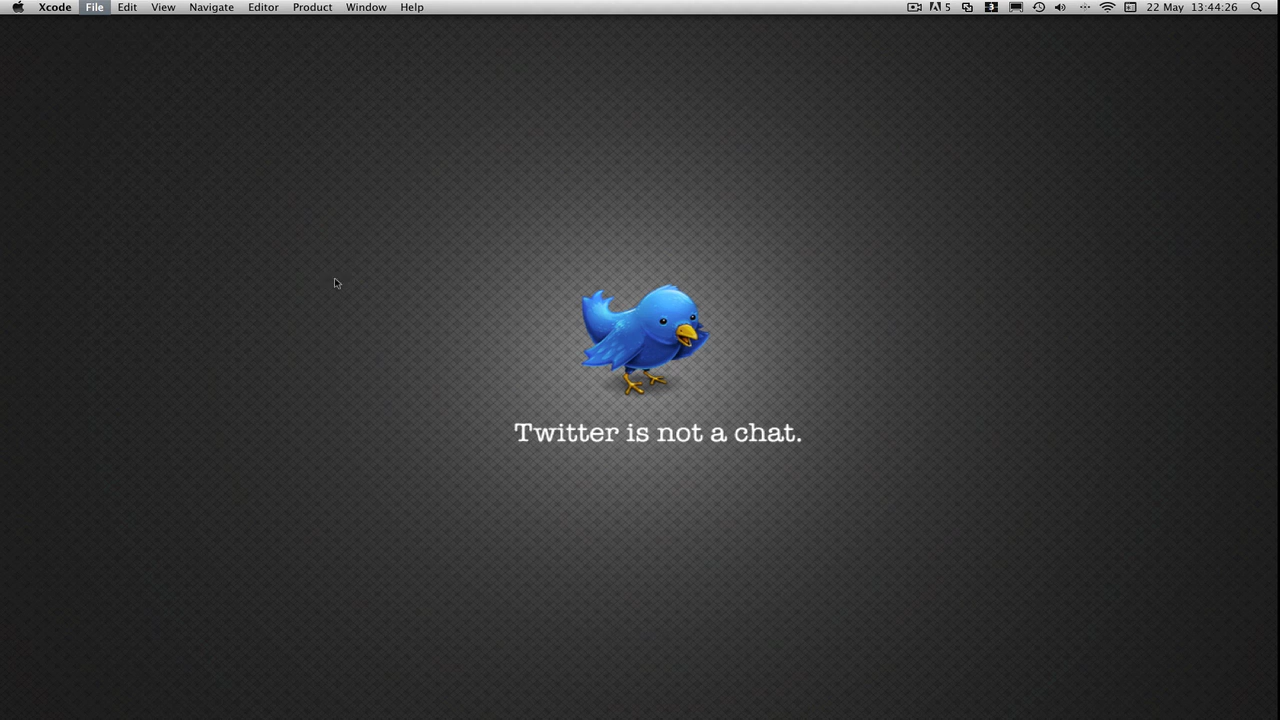 Xcode File Edit View Navigate Editor Product Window Help 5 3 22 May 13:44:26
Twitter is not a chat.